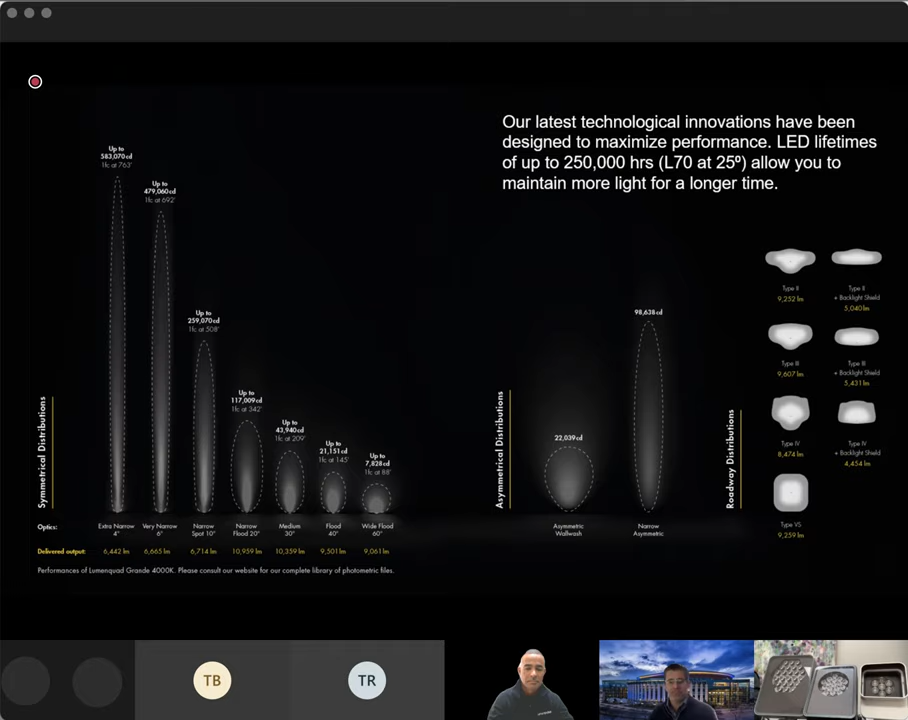 Our latest technological innovations have been
designed to maximize performance. LED lifetimes
of up to 250,000 hrs (L70 at 25º) allow you to
maintain more light for a longer time.
Symmetrical Distributions
Up to
583,070 cd
1fc at 763'
Up to
479,060 cd
1fc at 692'
Up to
259,070 cd
1fc at 508'
Up to
117,009 cd
1fc at 342'
Up to
43,940 cd
1fc at 209'
Up to
21,151 cd
1fc at 145'
Up to
7,828 cd
1fc at 88'
Optics:
Extra Narrow
4°
Very Narrow
6°
Narrow
Spot 10°
Narrow
Flood 20°
Medium
30°
Flood
40°
Wide Flood
60°
Delivered output:
6,442 lm
6,665 lm
6,714 lm
10,959 lm
10,359 lm
9,501 lm
9,061 lm
Performances of Lumenquad Grande 4000K. Please consult our website for our complete library of photometric files.
Asymmetrical Distributions
22,039 cd
Asymmetric
Wallwash
98,638 cd
Narrow
Asymmetric
Roadway Distributions
Type II
9,252 lm
Type II
+ Backlight Shield
5,040 lm
Type III
9,607 lm
Type III
+ Backlight Shield
5,431 lm
Type IV
8,474 lm
Type IV
+ Backlight Shield
4,454 lm
Type VS
9,259 lm
TB
TR